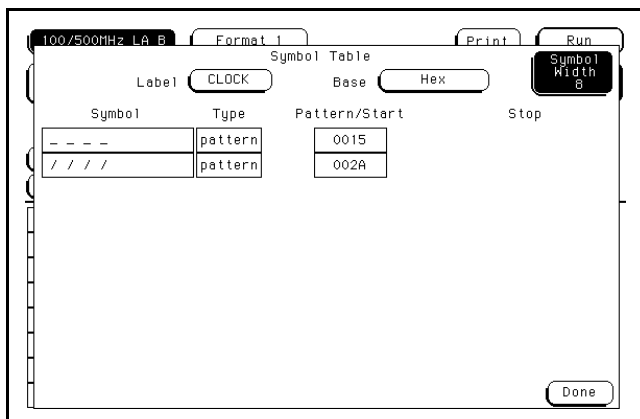 100/500MHz LA B Format 1 Print Run
Symbol Table
Label CLOCK Base Hex Symbol Width 8
Symbol Type Pattern/Start Stop
_ _ _ _ pattern 0015
/ / / / pattern 002A
Done